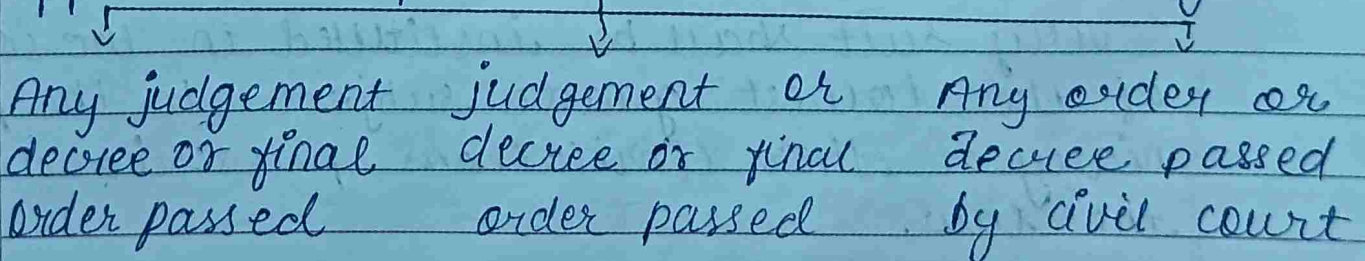 Any judgement judgement or Any order or
decree or final decree or final decree passed
order passed order passed by civil court